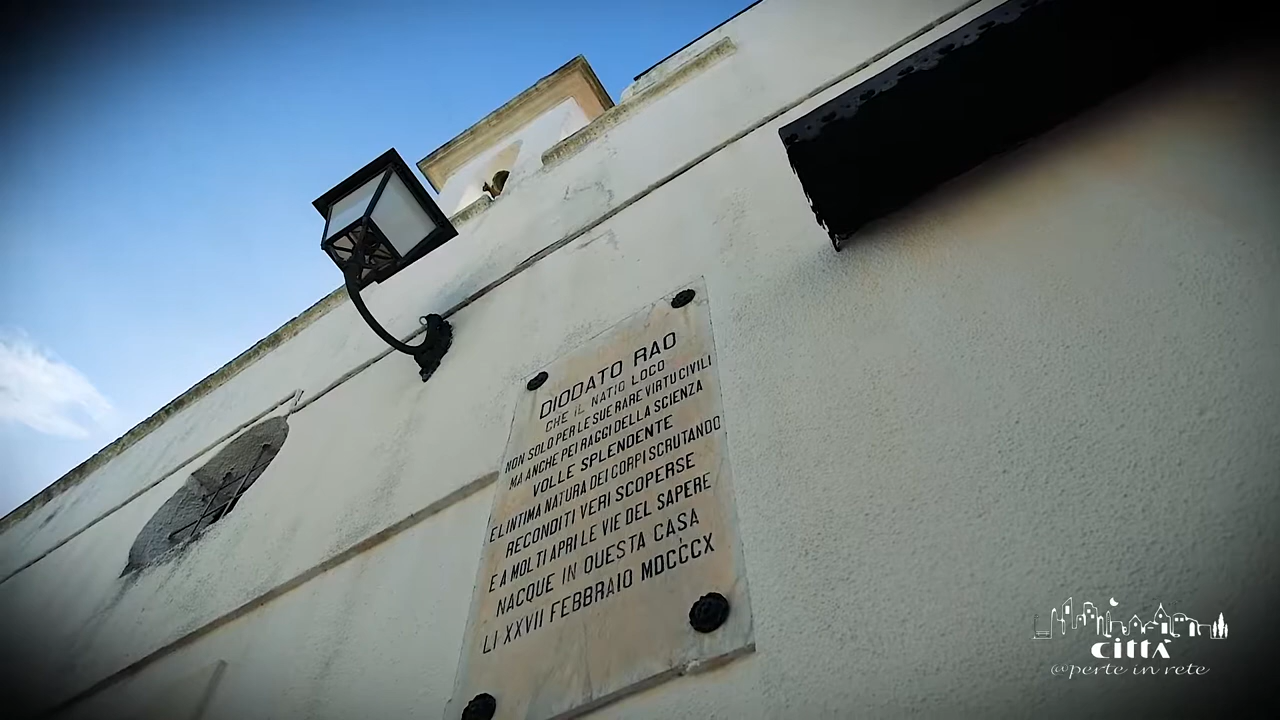 DIODATO RAO
CHE IL NATIO LOCO
NON SOLO PER LE SUE RARE VIRTU CIVILI
MA ANCHE PEI RAGGI DELLA SCIENZA
VOLLE SPLENDENTE
E L'INTIMA NATURA DEI CORPI SCRUTANDO
RECONDITI VERI SCOPERSE
E A MOLTI APRI LE VIE DEL SAPERE
NACQUE IN QUESTA CASA
LI XXVII FEBBRAIO MDCCCX
CITTÀ
@perte in rete